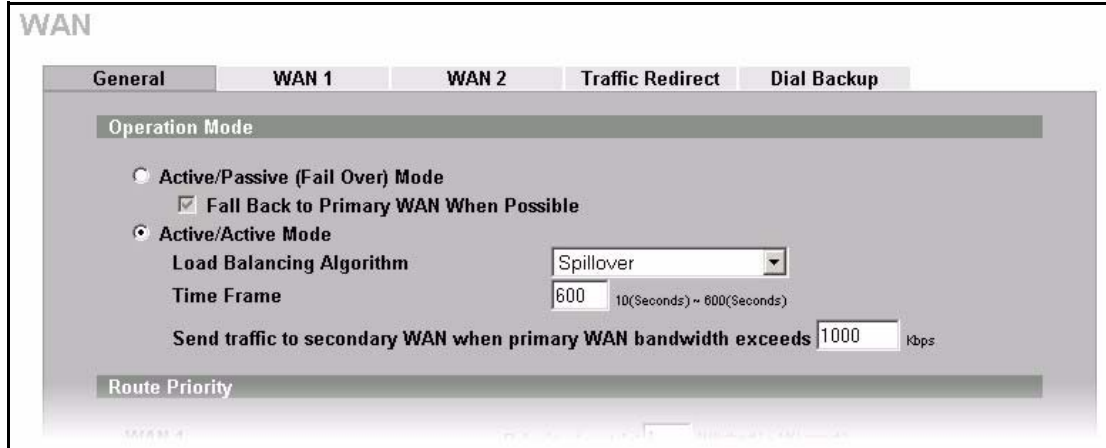 WAN
General WAN 1 WAN 2 Traffic Redirect Dial Backup
Operation Mode
Active/Passive (Fail Over) Mode
Fall Back to Primary WAN When Possible
Active/Active Mode
Load Balancing Algorithm Spillover
Time Frame 600 10(Seconds) ~ 600(Seconds)
Send traffic to secondary WAN when primary WAN bandwidth exceeds 1000 Kbps
Route Priority
WAN 1